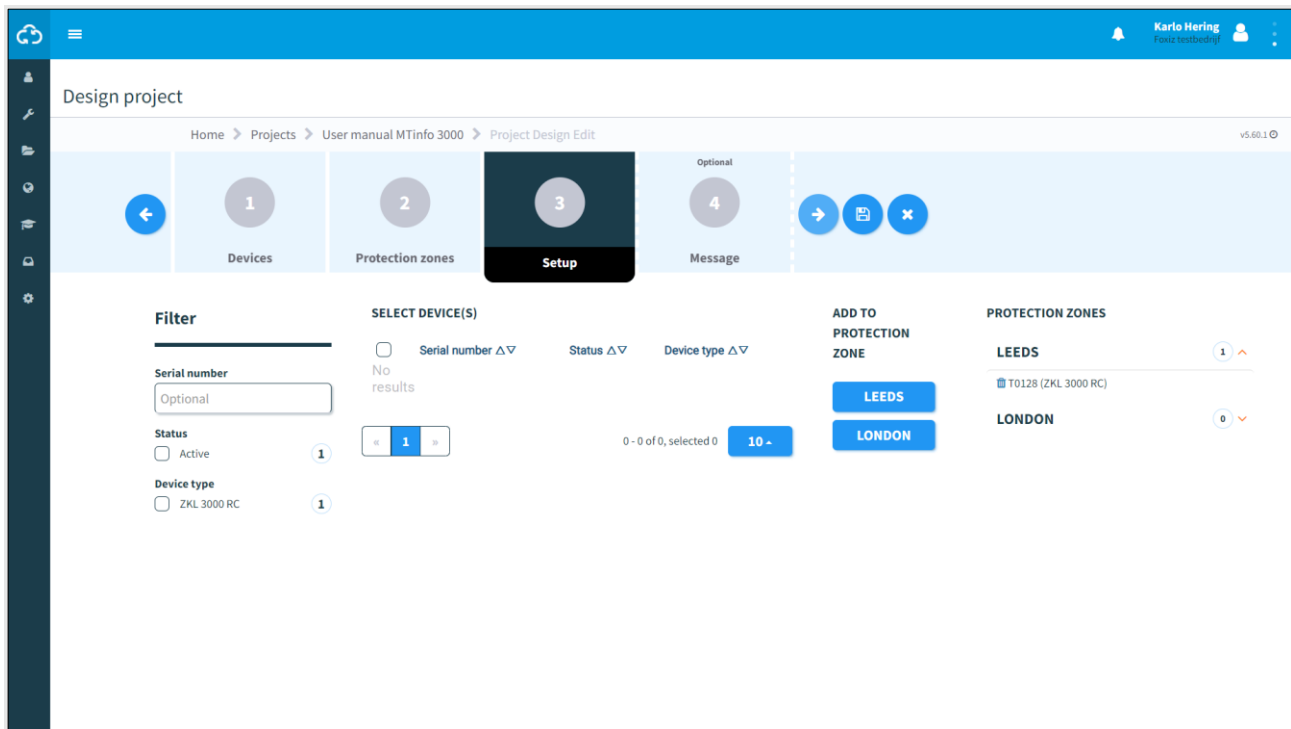 Karlo Hering
Foxiz testbedrijf
Design project
Home Projects User manual MTinfo 3000 Project Design Edit
v5.60.1
1
Devices
2
Protection zones
3
Setup
Optional
4
Message
Filter
Serial number
Optional
Status
Active 1
Device type
ZKL 3000 RC 1
SELECT DEVICE(S)
Serial number Status Device type
No
results
« 1 »
0 - 0 of 0, selected 0
10
ADD TO
PROTECTION
ZONE
LEEDS
LONDON
PROTECTION ZONES
LEEDS 1
T0128 (ZKL 3000 RC)
LONDON 0